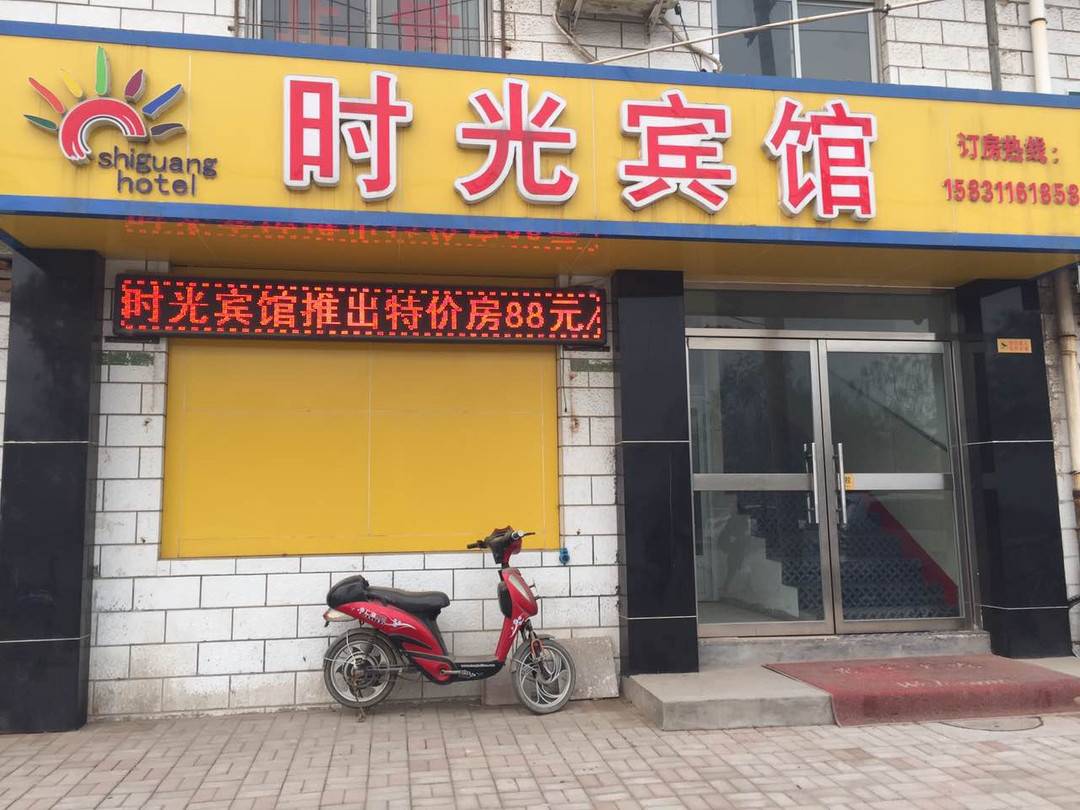 shiguang
hotel
时光宾馆
订房热线：
15831161858
时光宾馆推出特价房88元/